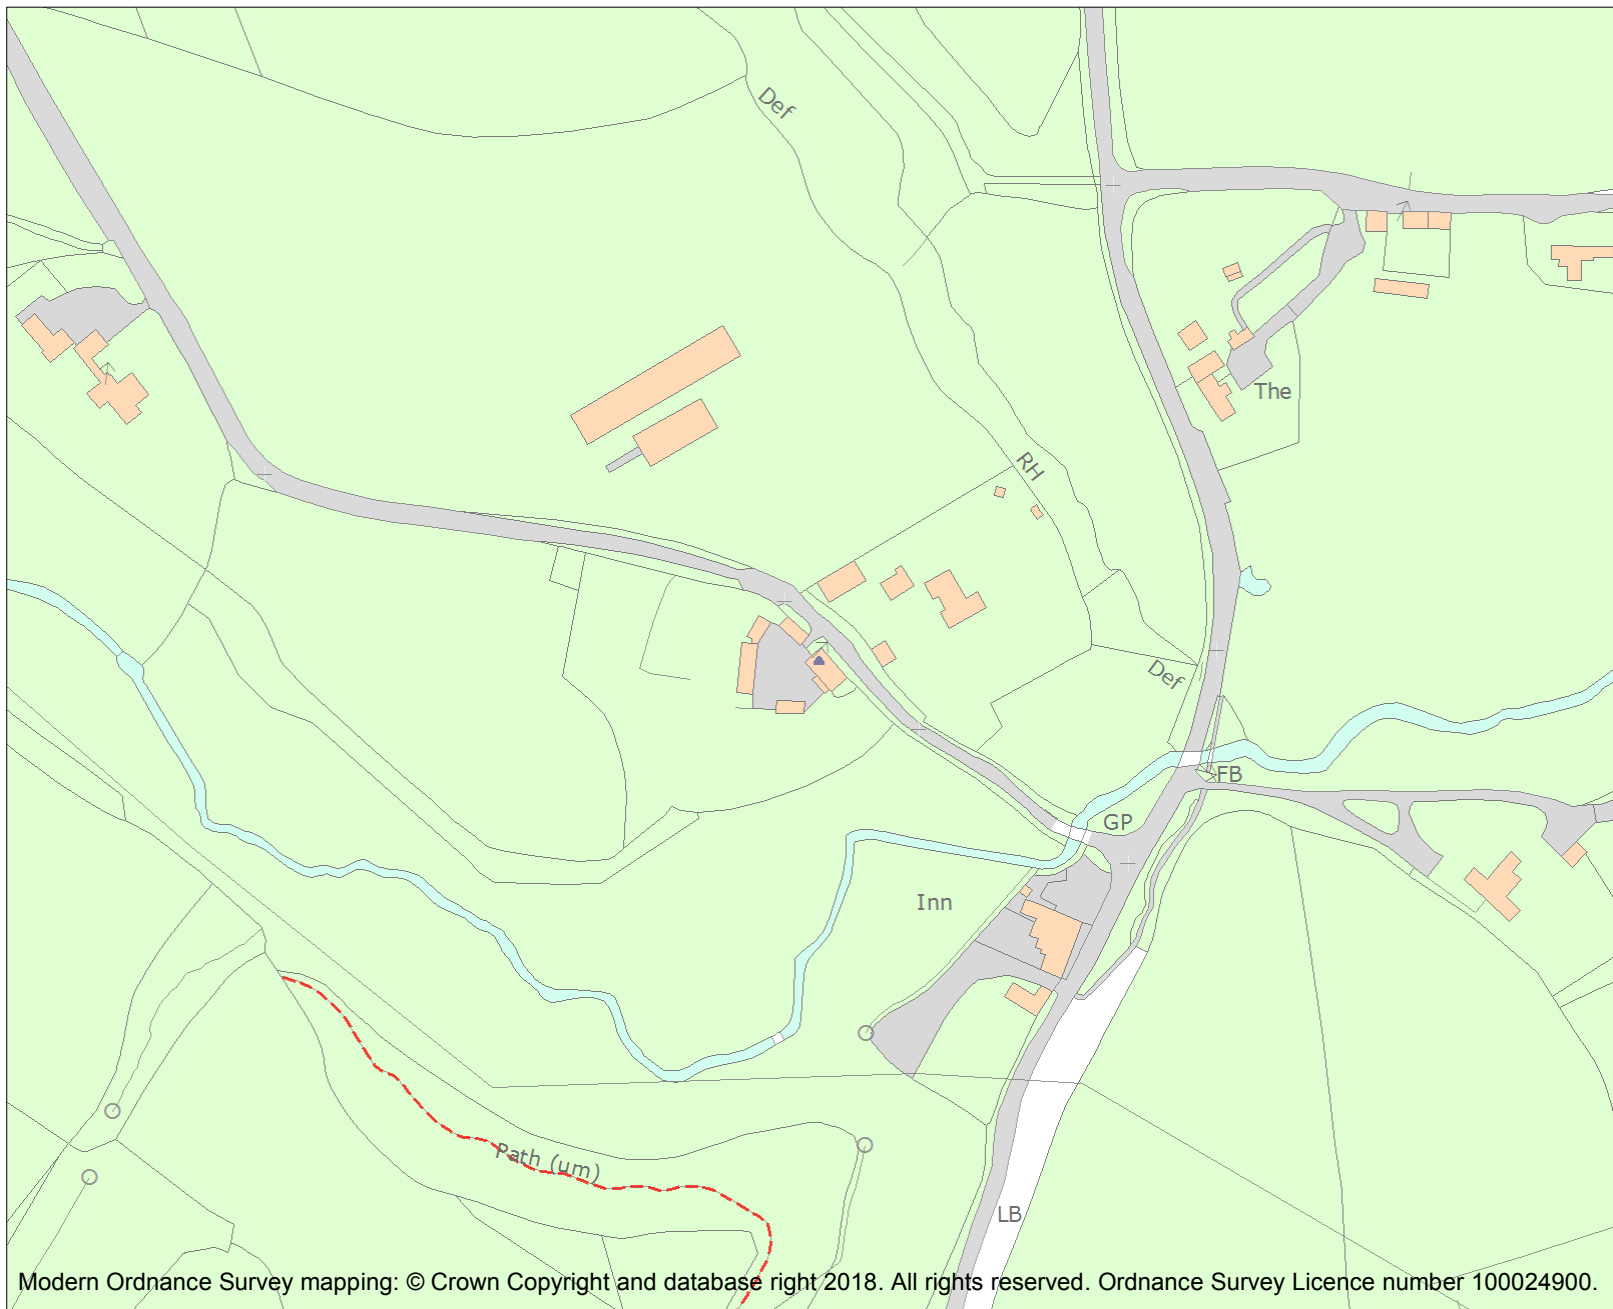 Def
The
RH
Def
FB
GP
Inn
Path (um)
LB
Modern Ordnance Survey mapping: © Crown Copyright and database right 2018. All rights reserved. Ordnance Survey Licence number 100024900.